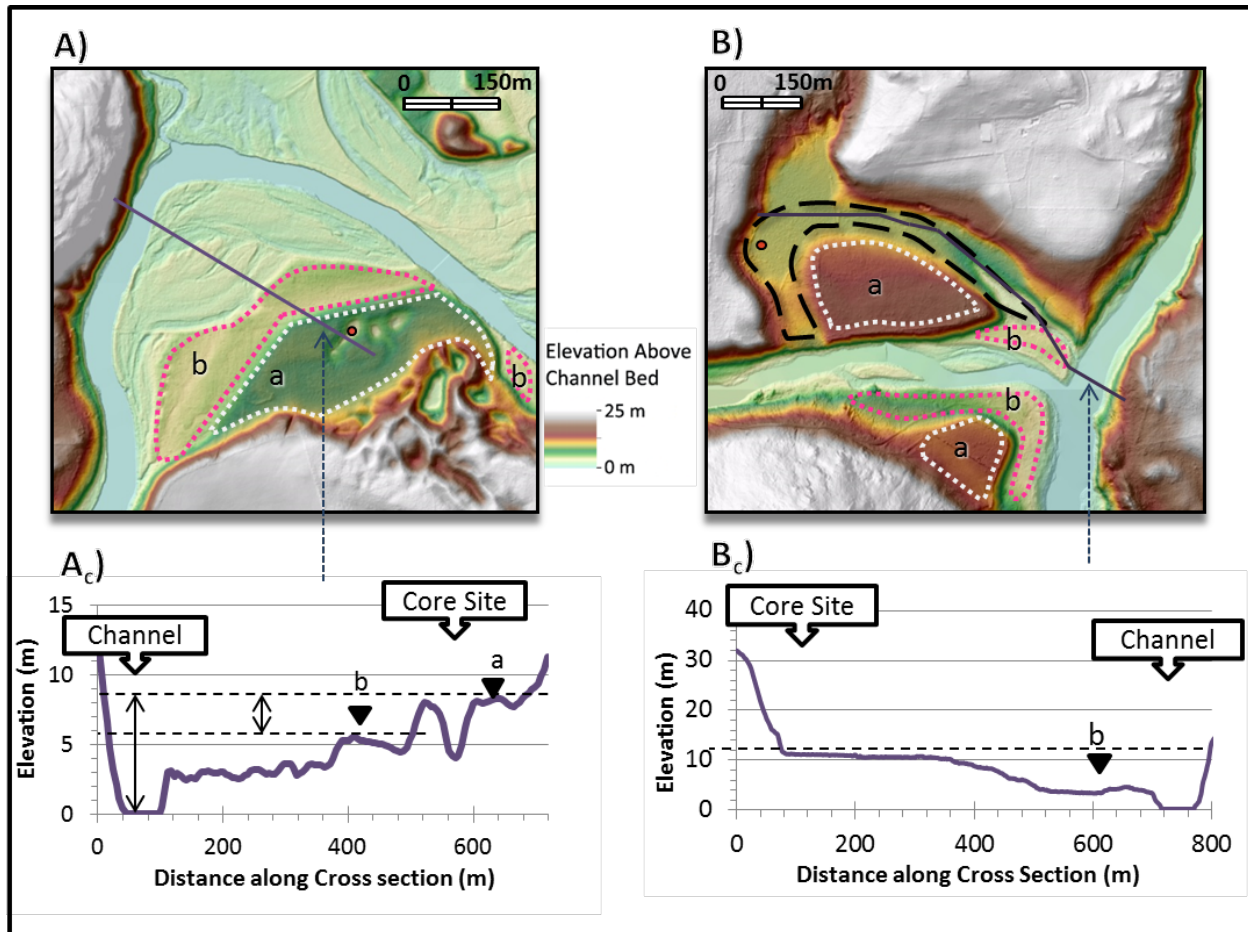 A)
0 150m
a
b
b
Elevation Above
Channel Bed
25 m
0 m
B)
0 150m
a
b
b
a
Ac)
Core Site
Channel
a
b
15
10
5
0
Elevation (m)
0 200 400 600
Distance along Cross section (m)
Bc)
Core Site
Channel
b
40
30
20
10
0
Elevation (m)
0 200 400 600 800
Distance along Cross Section (m)